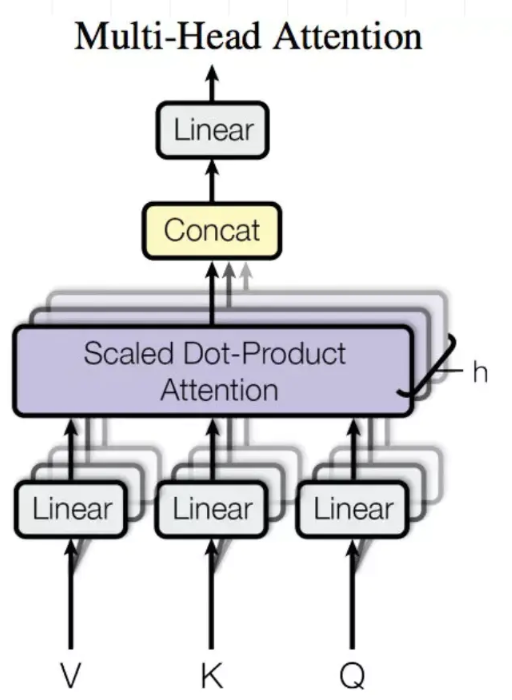 Multi-Head Attention
Linear
Concat
Scaled Dot-Product
Attention
h
Linear Linear Linear
V K Q